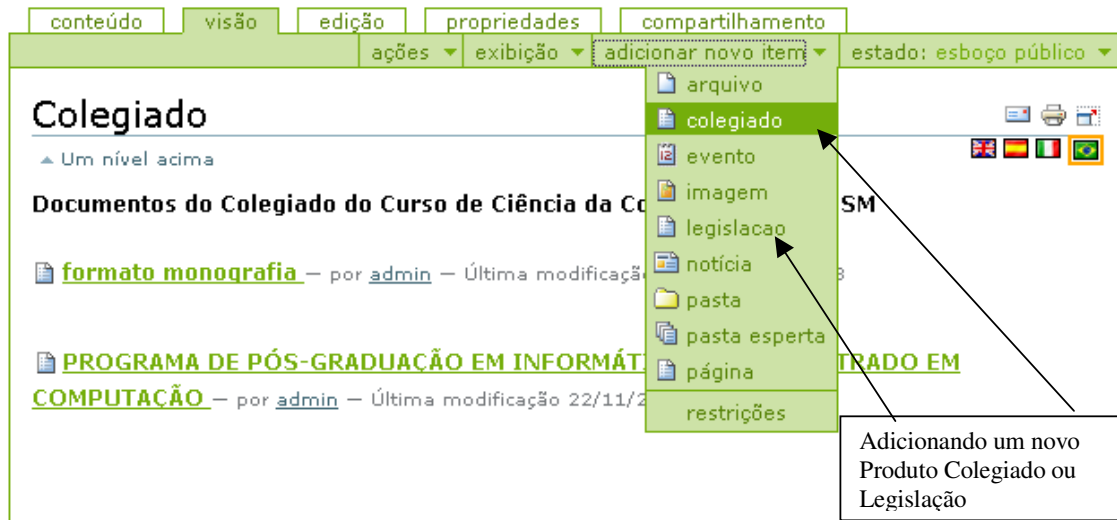 conteúdo visão edição propriedades compartilhamento
ações exibição adicionar novo item estado: esboço público
arquivo
Colegiado
colegiado
Um nível acima
evento
imagem
Documentos do Colegiado do Curso de Ciência da SM
legislacao
formato monografia — por admin — Última modificação
notícia
pasta
pasta esperta
PROGRAMA DE PÓS-GRADUAÇÃO EM TRADO EM
página
COMPUTAÇÃO — por admin — Última modificação 22/11/2
restrições
Adicionando um novo
Produto Colegiado ou
Legislação